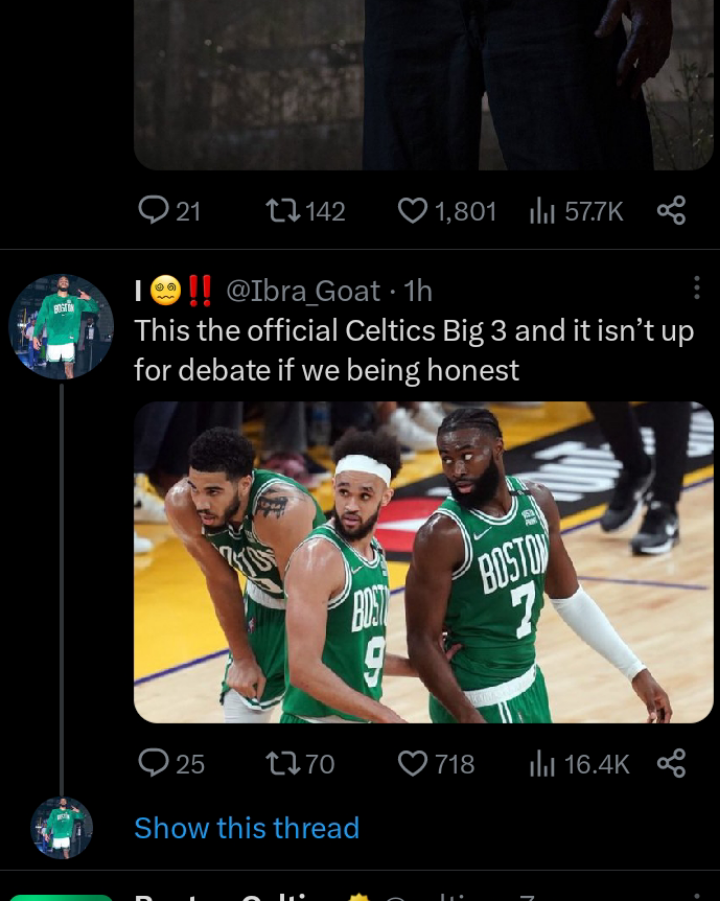 21 142 1,801 57.7K
I 😵‍💫‼️ @Ibra_Goat · 1h
This the official Celtics Big 3 and it isn't up
for debate if we being honest
BOSTON
BOSTON
9
BOSTON
7
25 70 718 16.4K
Show this thread